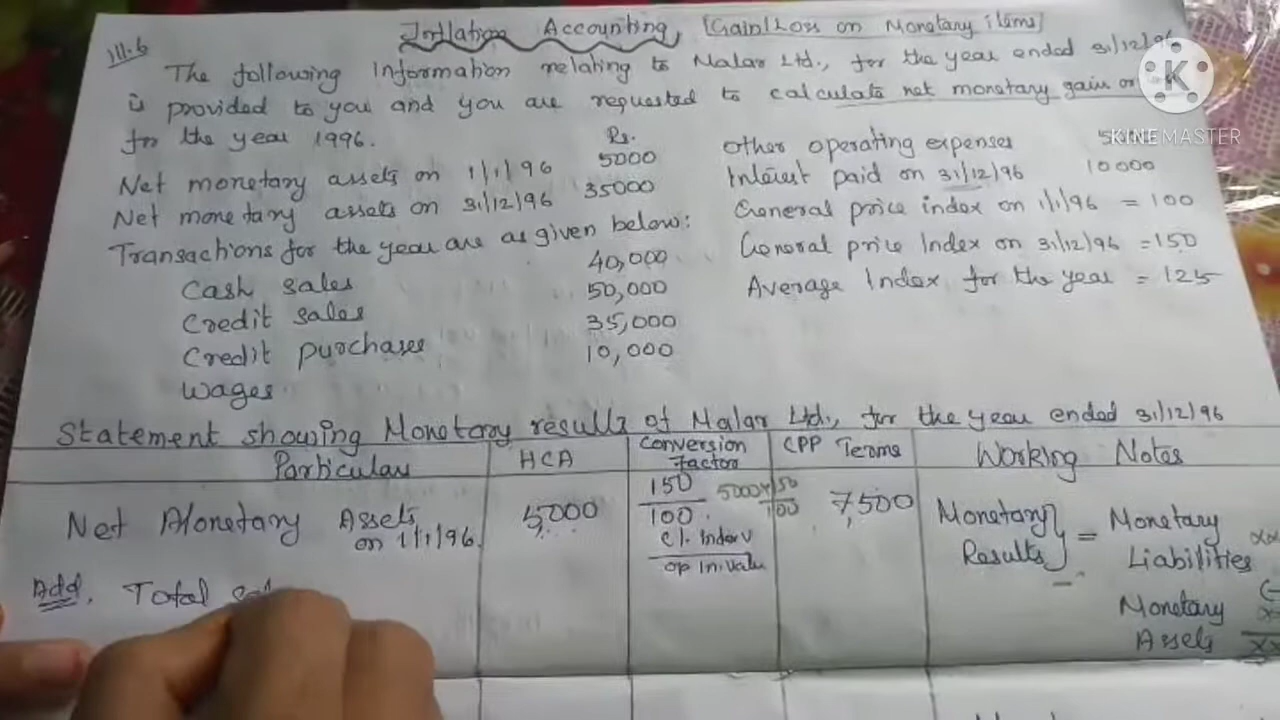 Ill.6
Inflation Accounting, [Gain/Loss on Monetary items]
The following Information relating to Malar Ltd., for the year ended 31/12/96
is provided to you and you are requested to calculate net monetary gain or
for the year 1996.
Rs.
Net monetary assets on 1/1/96 5000
Net monetary assets on 31/12/96 35000
Transactions for the year are as given below:
Cash sales 40,000
Credit sales 50,000
Credit purchases 35,000
Wages 10,000
Other operating expenses
Interest paid on 31/12/96 10000
General price index on 1/1/96 = 100
General price Index on 31/12/96 = 150
Average Index for the year = 125
KINEMASTER
Statement showing Monetary results of Malar Ltd., for the year ended 31/12/96
Particulars HCA Conversion Factor CPP Terms Working Notes
Net Monetary Assets on 1/1/96. 5,000 150/100 5000 x 150/100 7,500
Cl. Index v
Op In. Valu
Monetary Results } = Monetary Liabilities xx
(-)
Monetary Assets
Add. Total